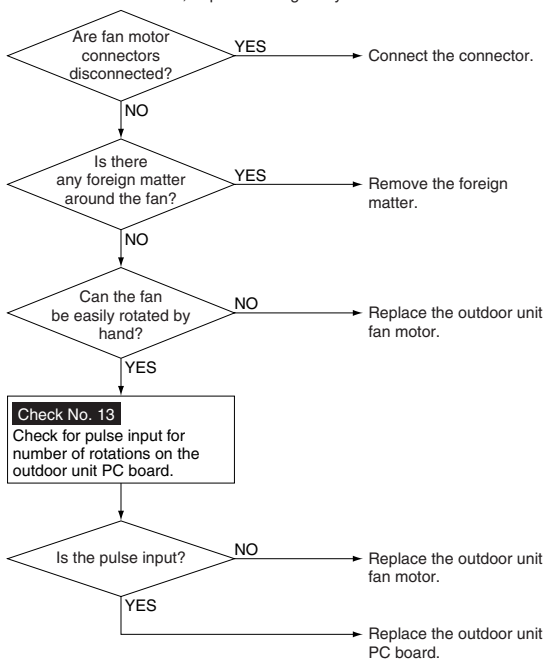 Are fan motor
connectors
disconnected?
YES
Connect the connector.
NO
Is there
any foreign matter
around the fan?
YES
Remove the foreign
matter.
NO
Can the fan
be easily rotated by
hand?
NO
Replace the outdoor unit
fan motor.
YES
Check No. 13
Check for pulse input for
number of rotations on the
outdoor unit PC board.
Is the pulse input?
NO
Replace the outdoor unit
fan motor.
YES
Replace the outdoor unit
PC board.